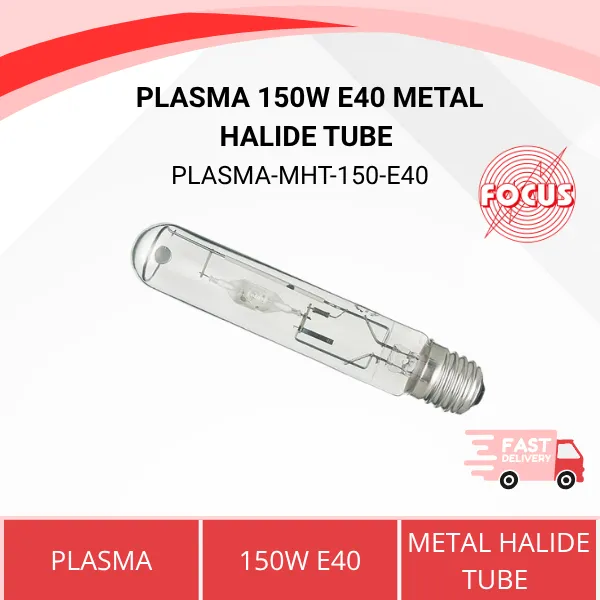 PLASMA 150W E40 METAL
HALIDE TUBE
PLASMA-MHT-150-E40
FOCUS
FAST
DELIVERY
PLASMA
150W E40
METAL HALIDE
TUBE